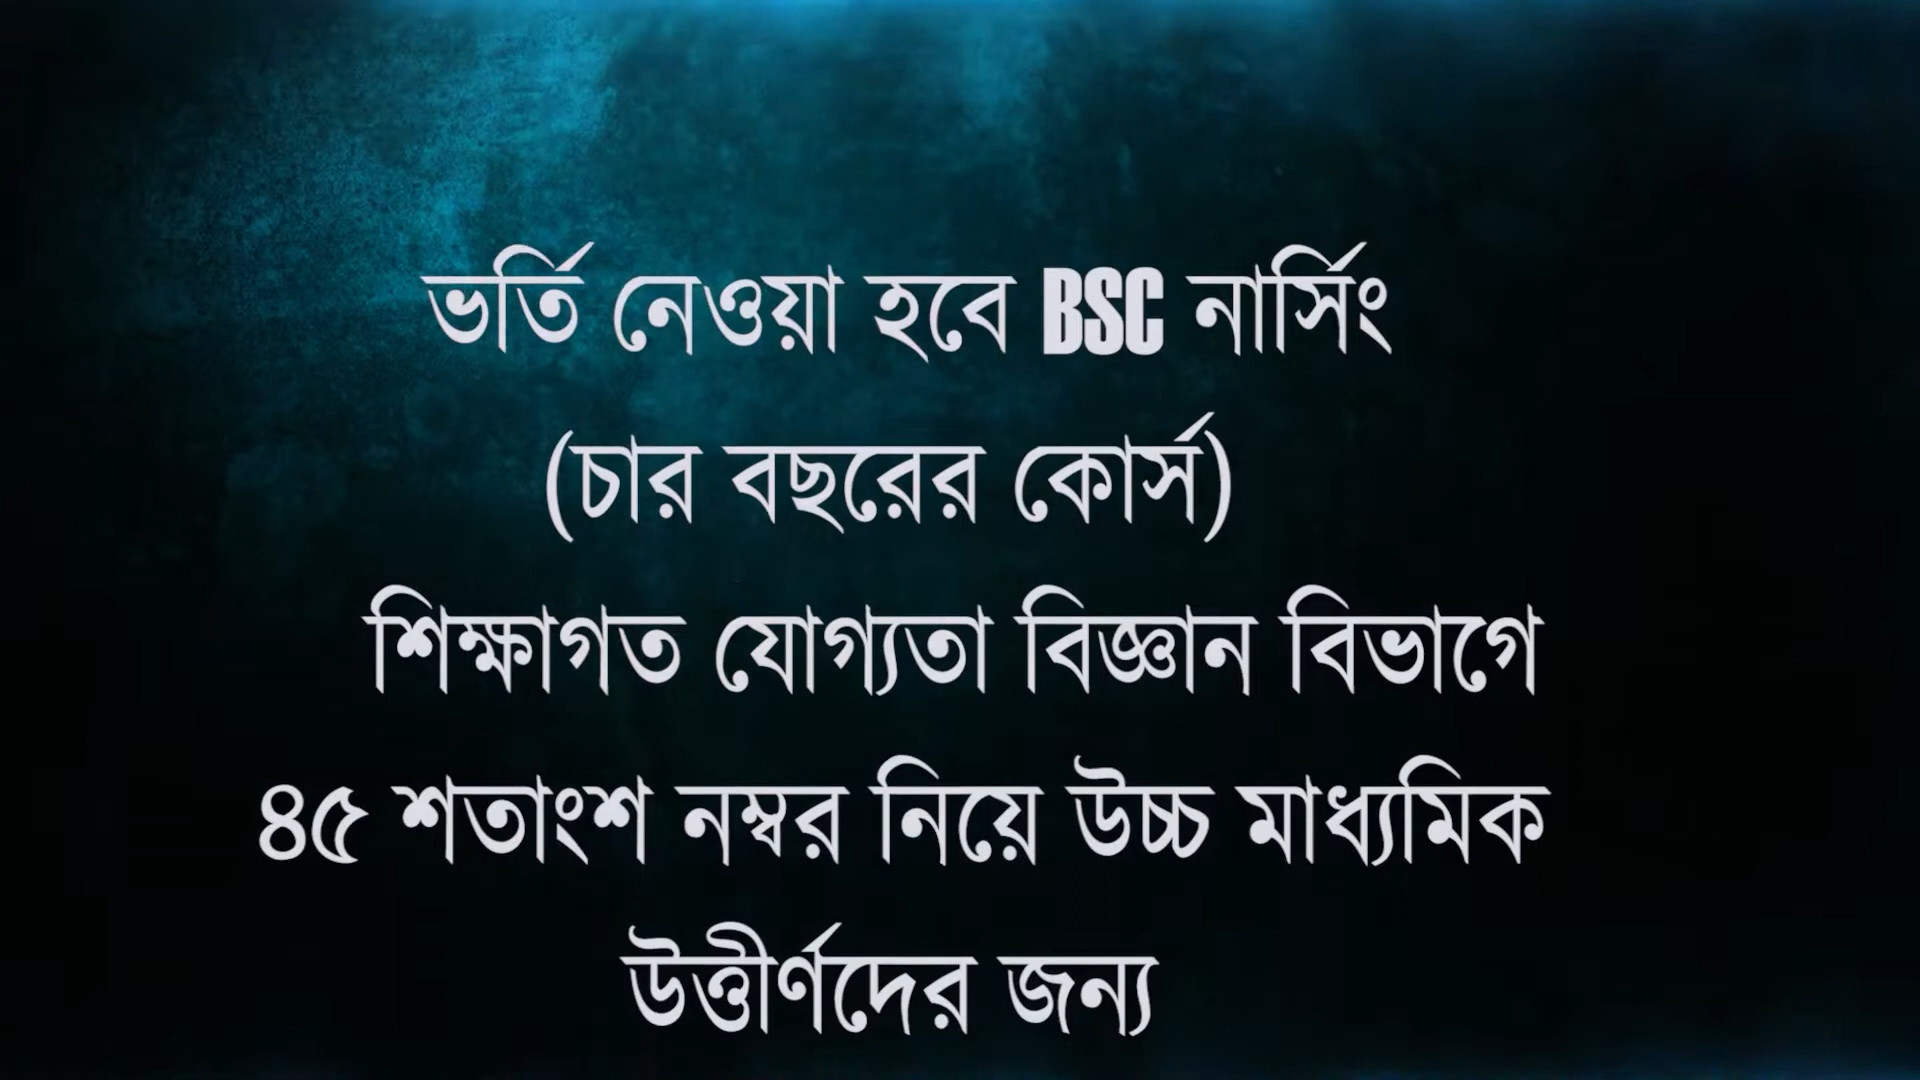 ভর্তি নেওয়া হবে BSC নার্সিং
(চার বছরের কোর্স)
শিক্ষাগত যোগ্যতা বিজ্ঞান বিভাগে
৪৫ শতাংশ নম্বর নিয়ে উচ্চ মাধ্যমিক
উত্তীর্ণদের জন্য